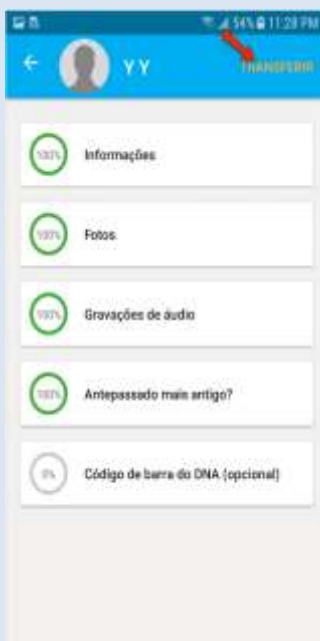 54% 11:28 PM
Y Y
TRANSFERIR
100%
Informações
100%
Fotos
100%
Gravações de áudio
100%
Antepassado mais antigo?
0%
Código de barra do DNA (opcional)